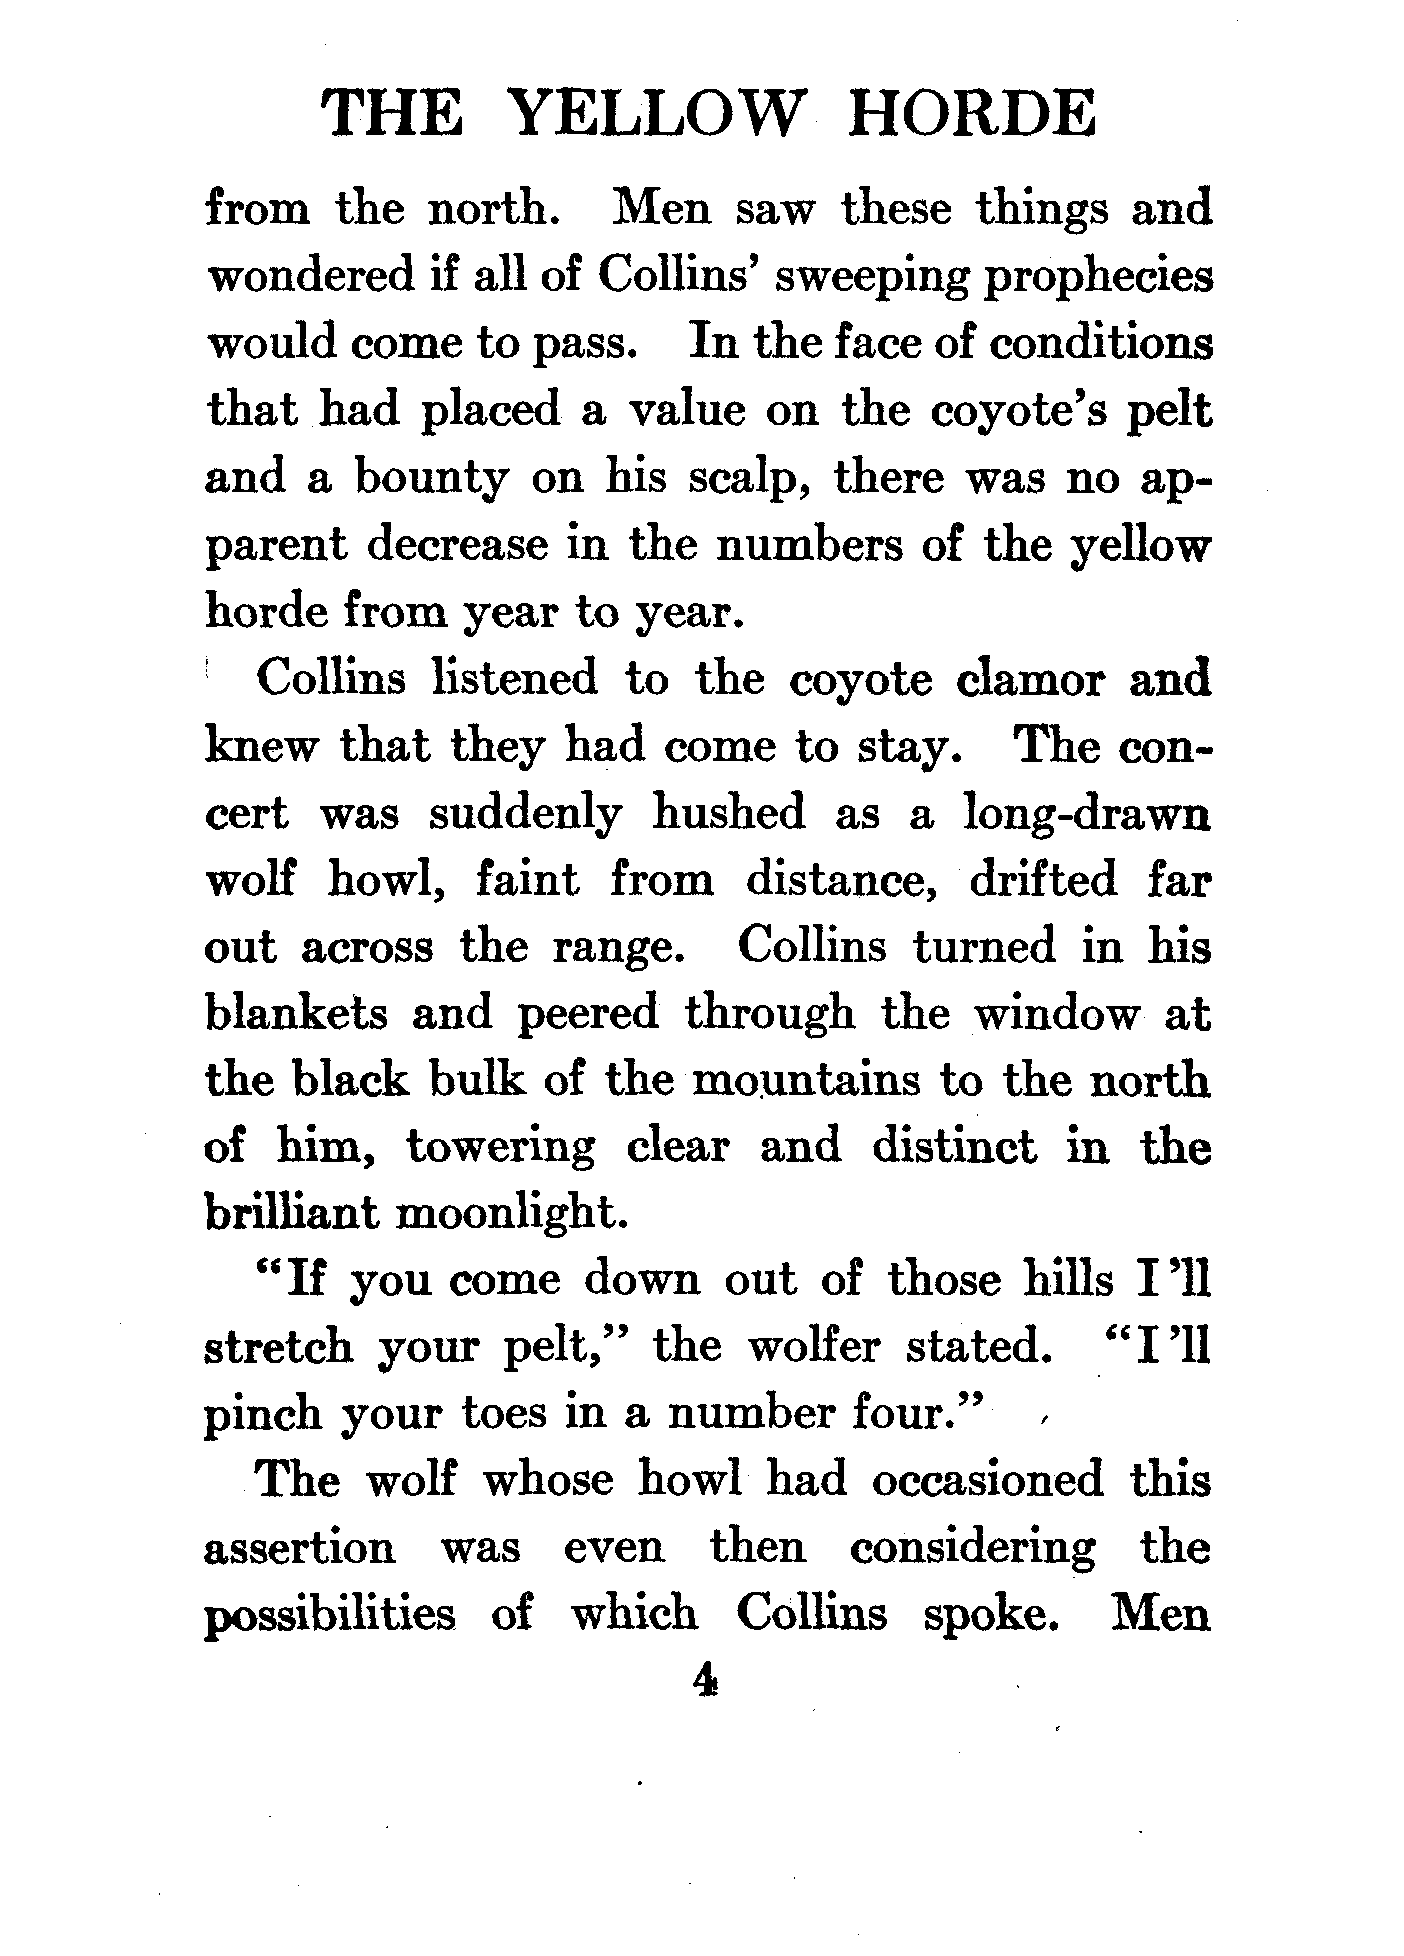 THE YELLOW HORDE
from the north. Men saw these things and
wondered if all of Collins' sweeping prophecies
would come to pass. In the face of conditions
that had placed a value on the coyote's pelt
and a bounty on his scalp, there was no ap-
parent decrease in the numbers of the yellow
horde from year to year.
Collins listened to the coyote clamor and
knew that they had come to stay. The con-
cert was suddenly hushed as a long-drawn
wolf howl, faint from distance, drifted far
out across the range. Collins turned in his
blankets and peered through the window at
the black bulk of the mountains to the north
of him, towering clear and distinct in the
brilliant moonlight.
"If you come down out of those hills I'll
stretch your pelt," the wolfer stated. "I'll
pinch your toes in a number four."
The wolf whose howl had occasioned this
assertion was even then considering the
possibilities of which Collins spoke. Men
4